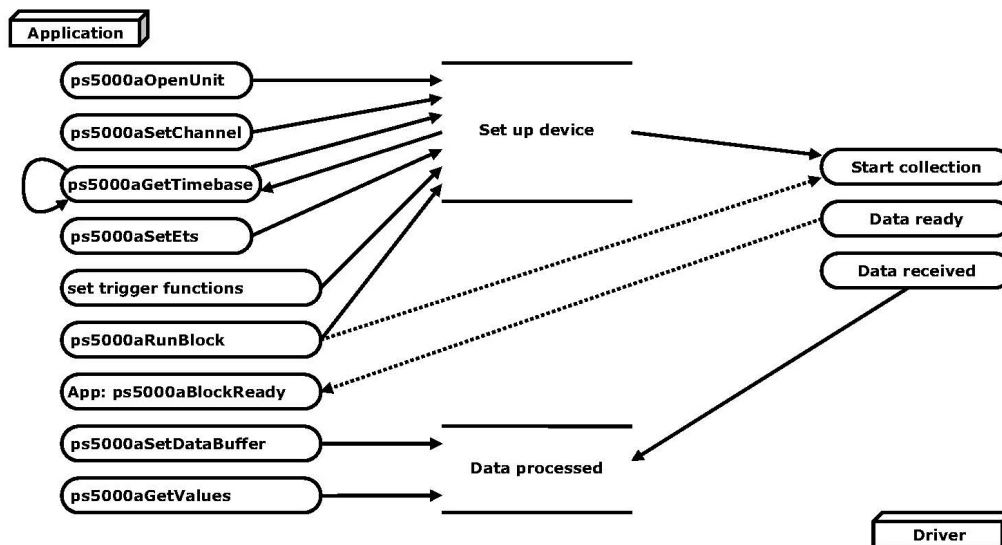 Application
ps5000aOpenUnit
ps5000aSetChannel
Set up device
ps5000aGetTimebase
Start collection
ps5000aSetEts
Data ready
set trigger functions
Data received
ps5000aRunBlock
App: ps5000aBlockReady
ps5000aSetDataBuffer
Data processed
ps5000aGetValues
Driver